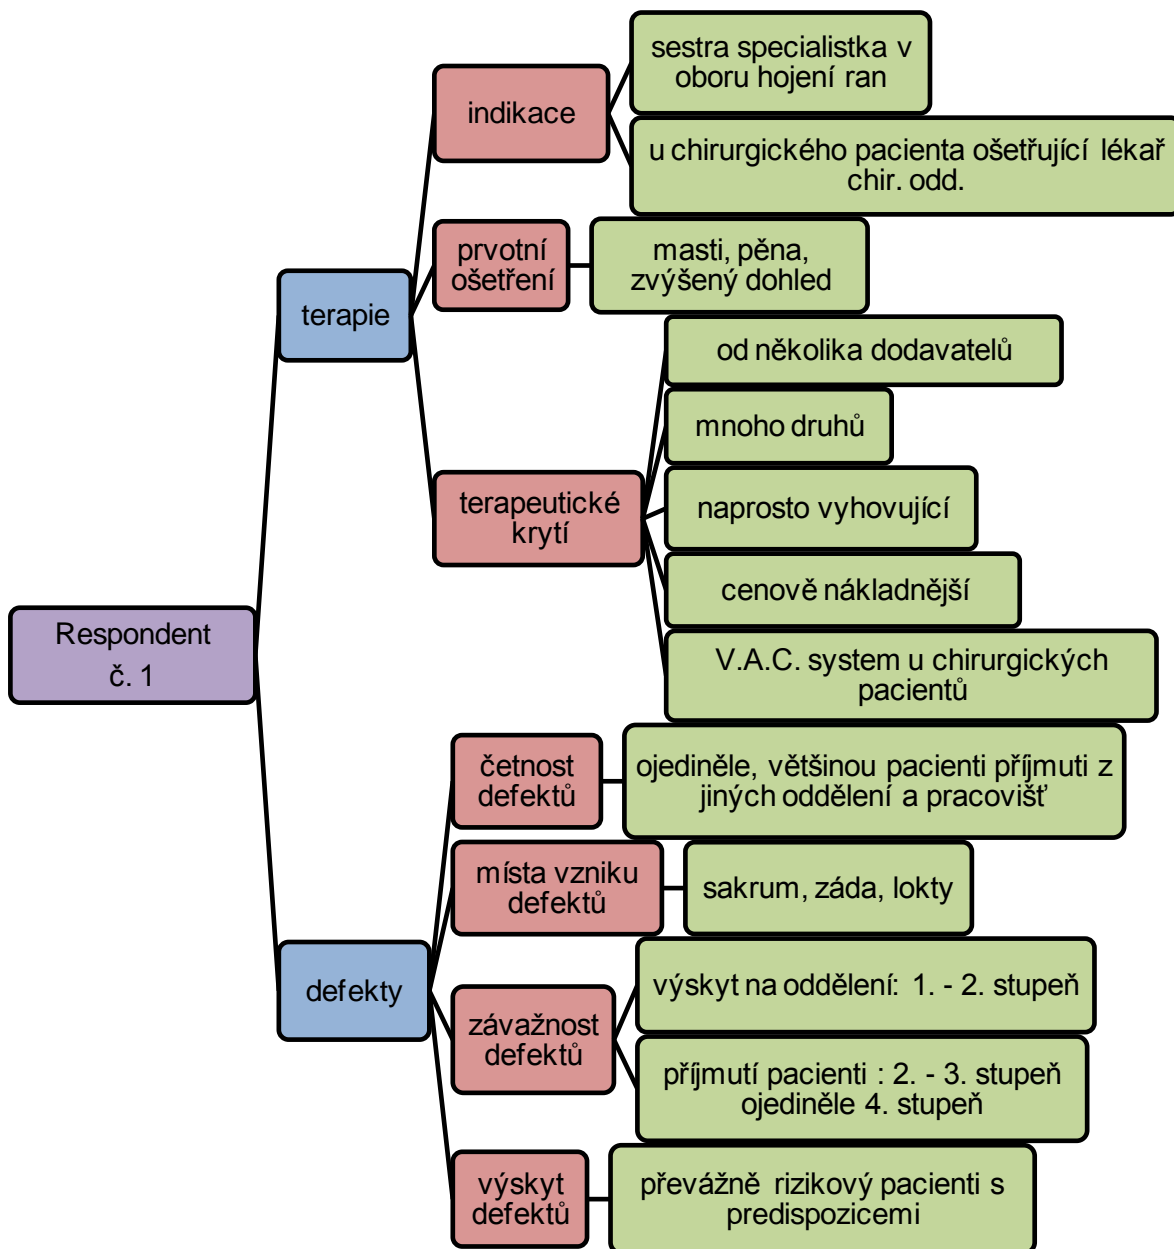 Respondent
č. 1
terapie
indikace
sestra specialistka v
oboru hojení ran
u chirurgického pacienta ošetřující lékař
chir. odd.
prvotní
ošetření
masti, pěna,
zvýšený dohled
terapeutické
krytí
od několika dodavatelů
mnoho druhů
naprosto vyhovující
cenově nákladnější
V.A.C. system u chirurgických
pacientů
defekty
četnost
defektů
ojediněle, většinou pacienti příjmuti z
jiných oddělení a pracovišť
místa vzniku
defektů
sakrum, záda, lokty
závažnost
defektů
výskyt na oddělení: 1. - 2. stupeň
příjmutí pacienti : 2. - 3. stupeň
ojediněle 4. stupeň
výskyt
defektů
převážně rizikový pacienti s
predispozicemi